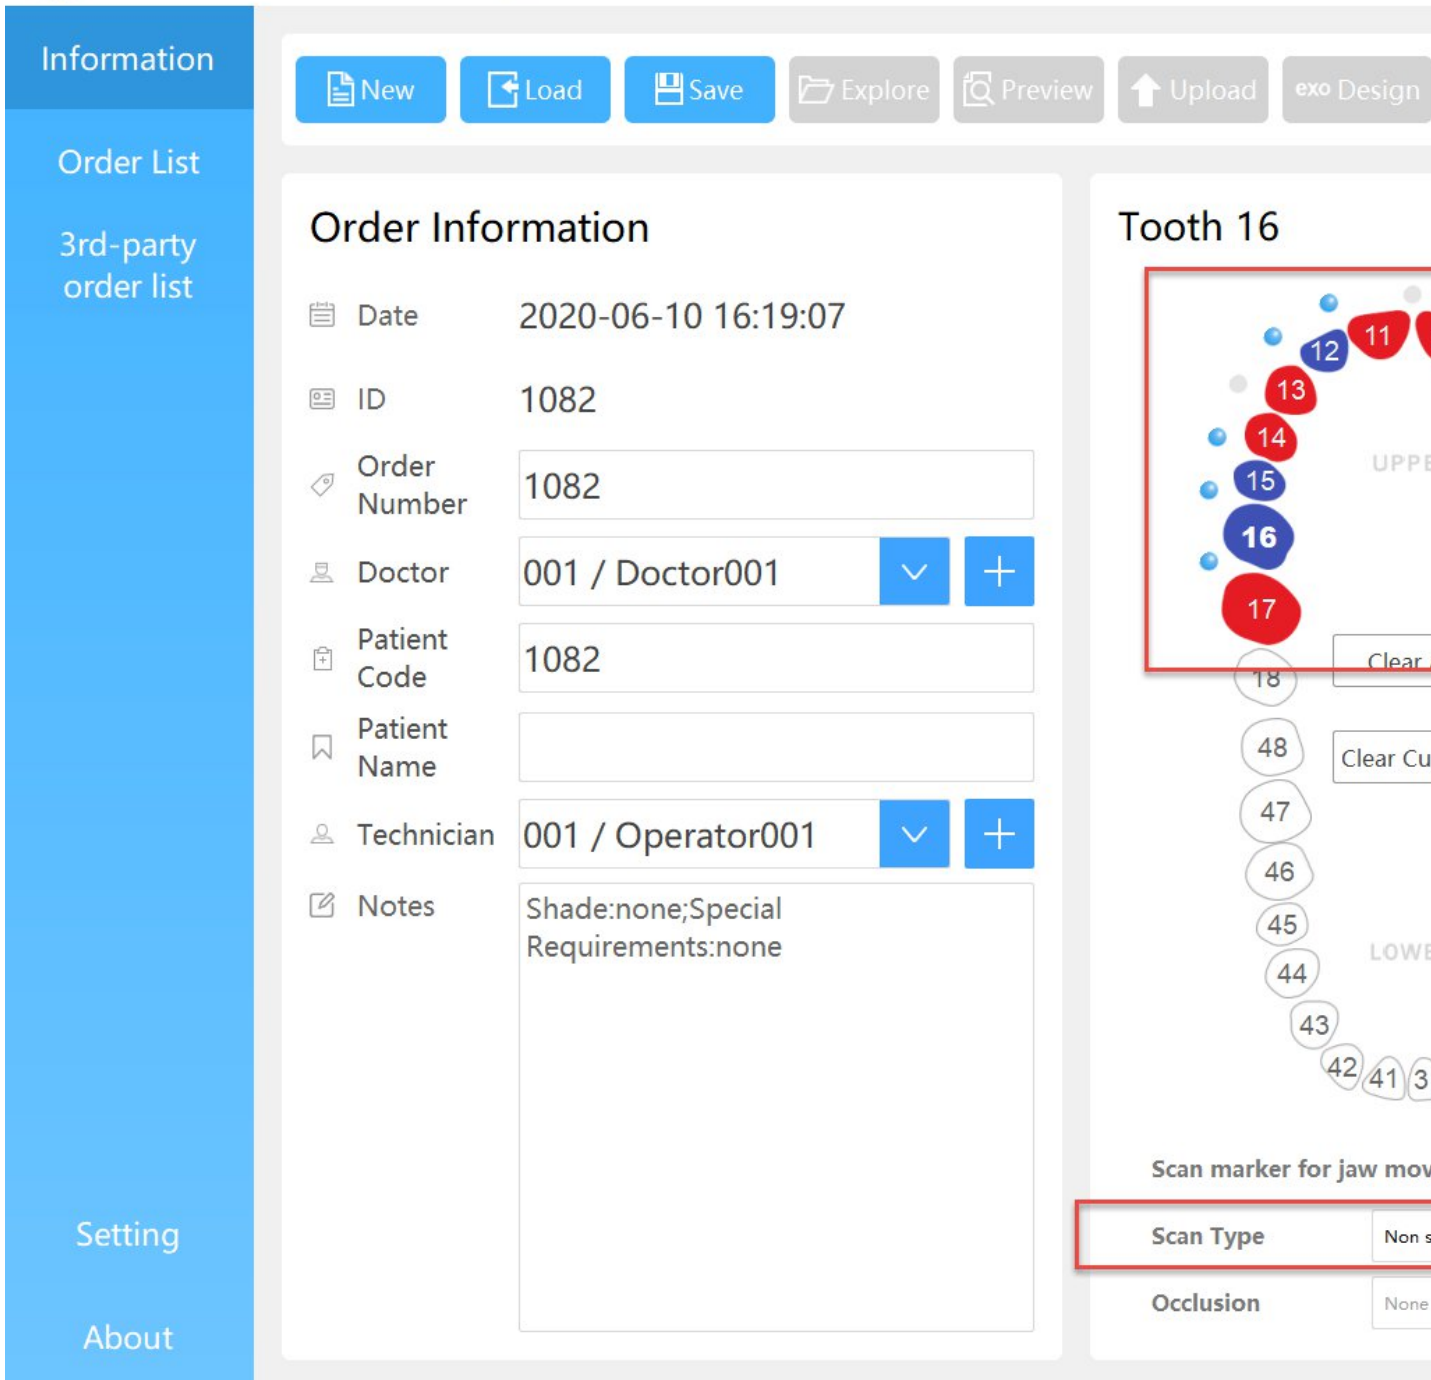 Information
New
Load
Save
Explore
Preview
Upload
exo Design
Order List
3rd-party
order list
Order Information
Date
2020-06-10 16:19:07
ID
1082
Order
Number
1082
Doctor
001 / Doctor001
Patient
Code
1082
Patient
Name
Technician
001 / Operator001
Notes
Shade:none;Special
Requirements:none
Setting
About
Tooth 16
11
12
13
14
15
16
17
18
Clear
48
Clear
47
46
45
44
43
42
41
Scan marker for jaw
Scan Type
Non
Occlusion
None